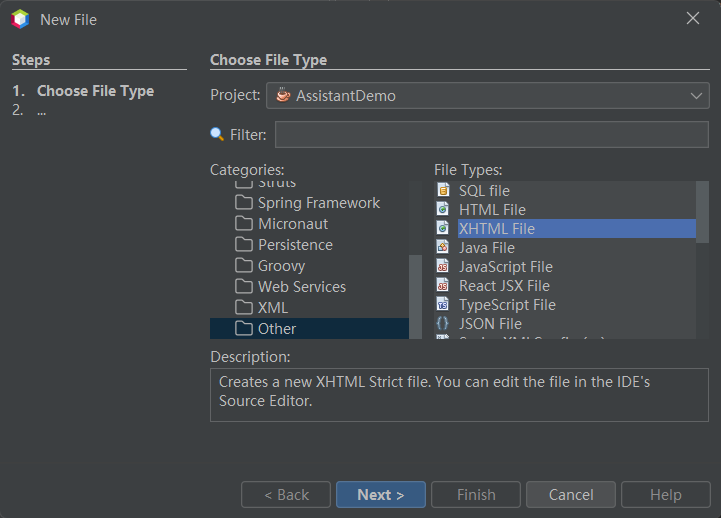 New File
Steps
1. Choose File Type
2. ...
Choose File Type
Project: AssistantDemo
Filter:
Categories:
Struts
Spring Framework
Micronaut
Persistence
Groovy
Web Services
XML
Other
File Types:
SQL file
HTML File
XHTML File
Java File
JavaScript File
React JSX File
TypeScript File
JSON File
Description:
Creates a new XHTML Strict file. You can edit the file in the IDE's
Source Editor.
< Back
Next >
Finish
Cancel
Help